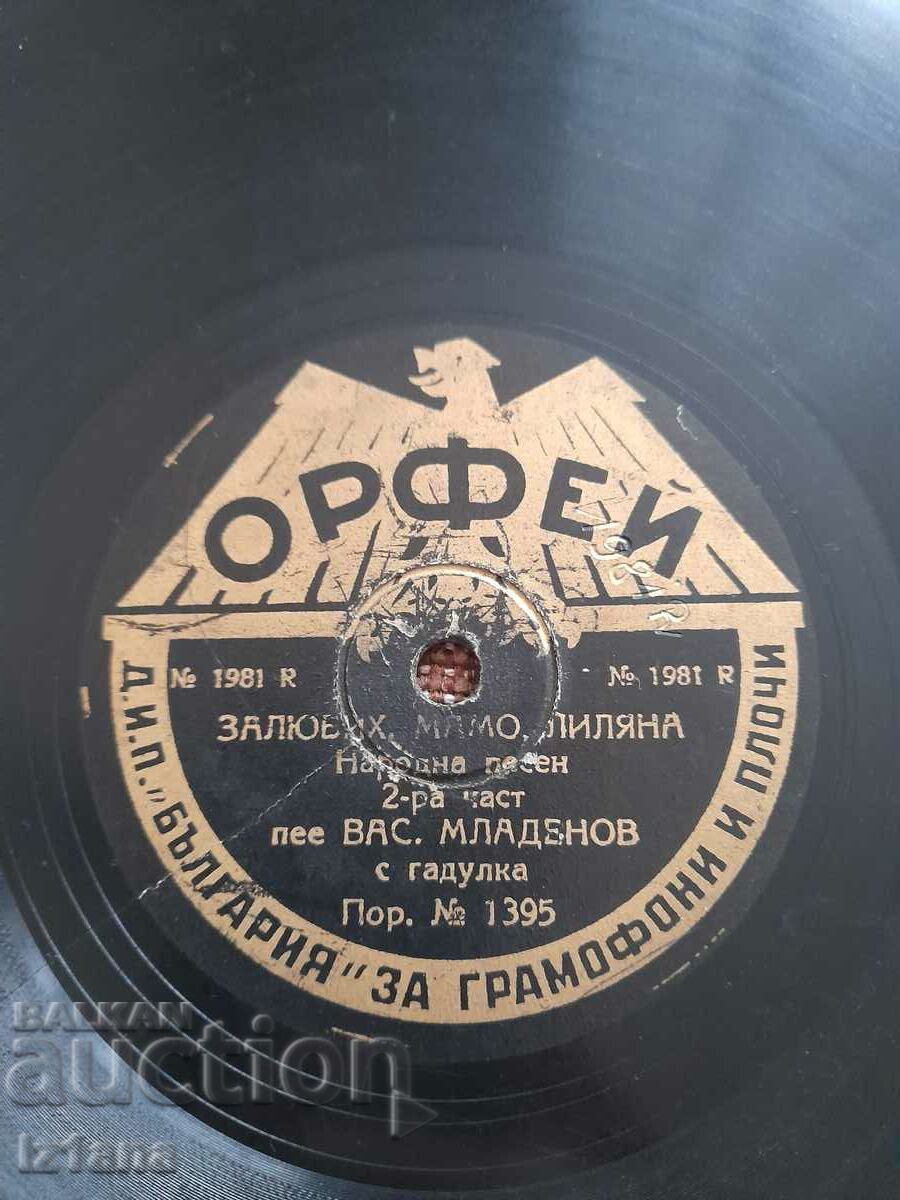 ОРФЕЙ
№ 1981 R
№ 1981 R
ЗАЛЮБИХ, МАМО, ЛИЛЯНА
Народна песен
2-ра част
пее ВАС. МЛАДЕНОВ
с гадулка
Пор. № 1395
Д.И.П. „БЪЛГАРИЯ" ЗА ГРАМОФОНИ И ПЛОЧИ
BALKAN
auction
iz1ana